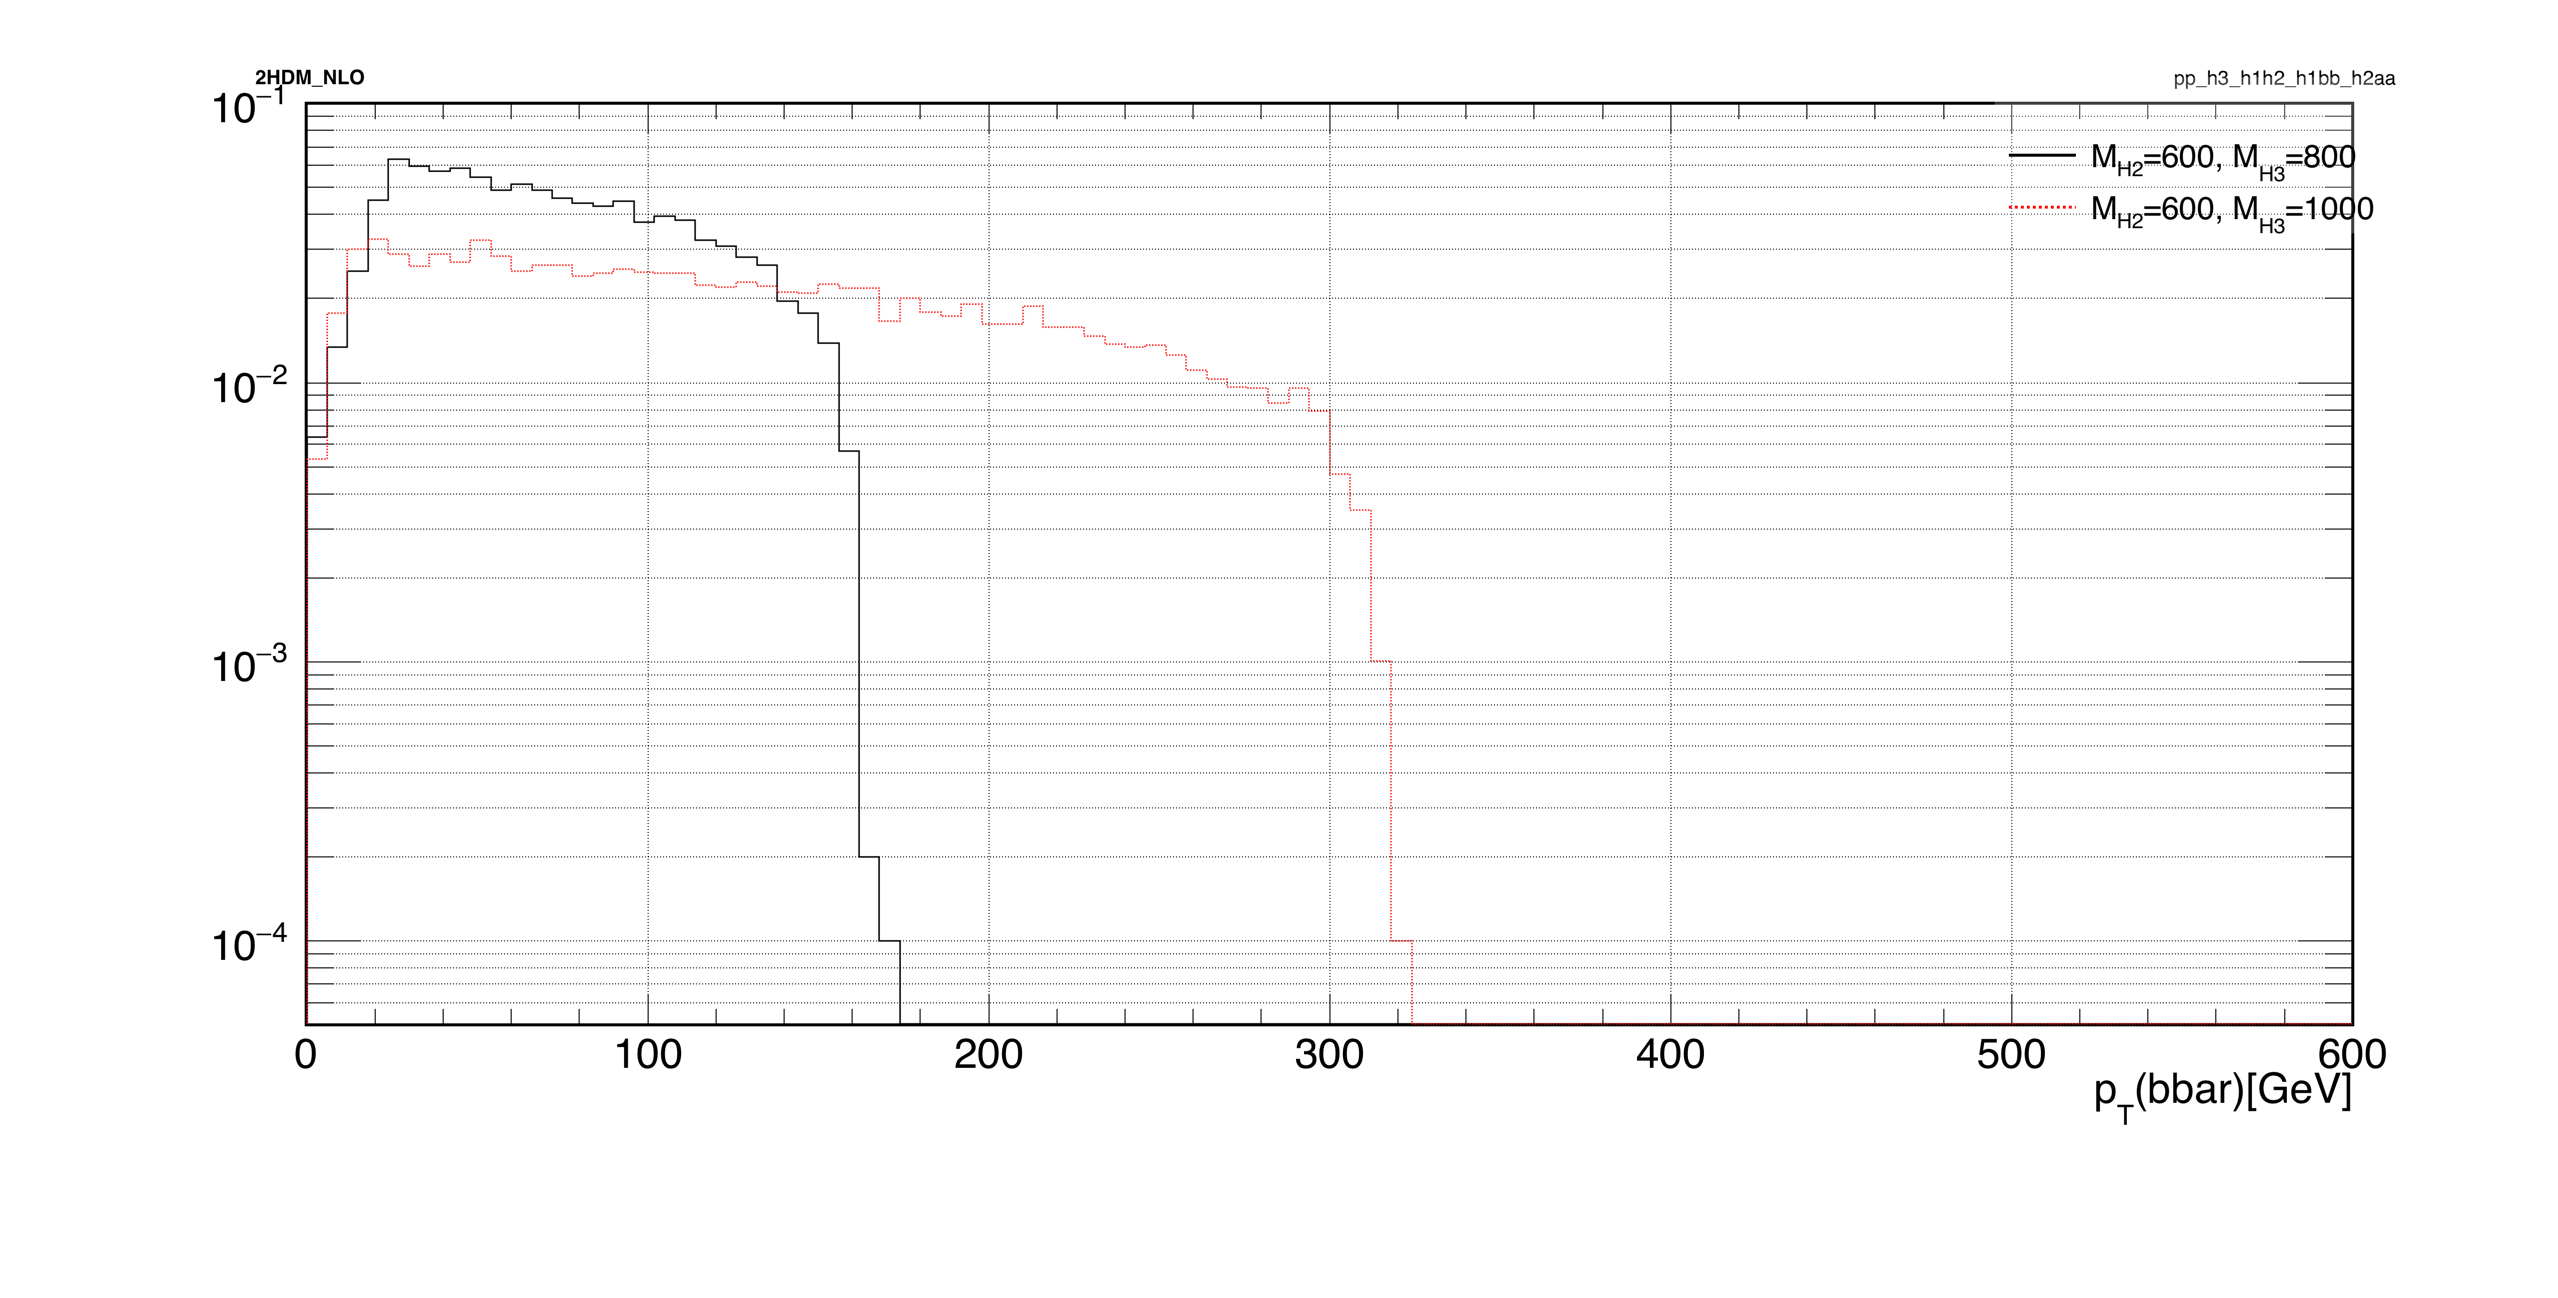 2HDM_NLO
pp_h3_h1h2_h1bb_h2aa
10−1
M_H2=600, M_H3=800
M_H2=600, M_H3=1000
10−2
10−3
10−4
0 100 200 300 400 500 600
p_T(bbar)[GeV]